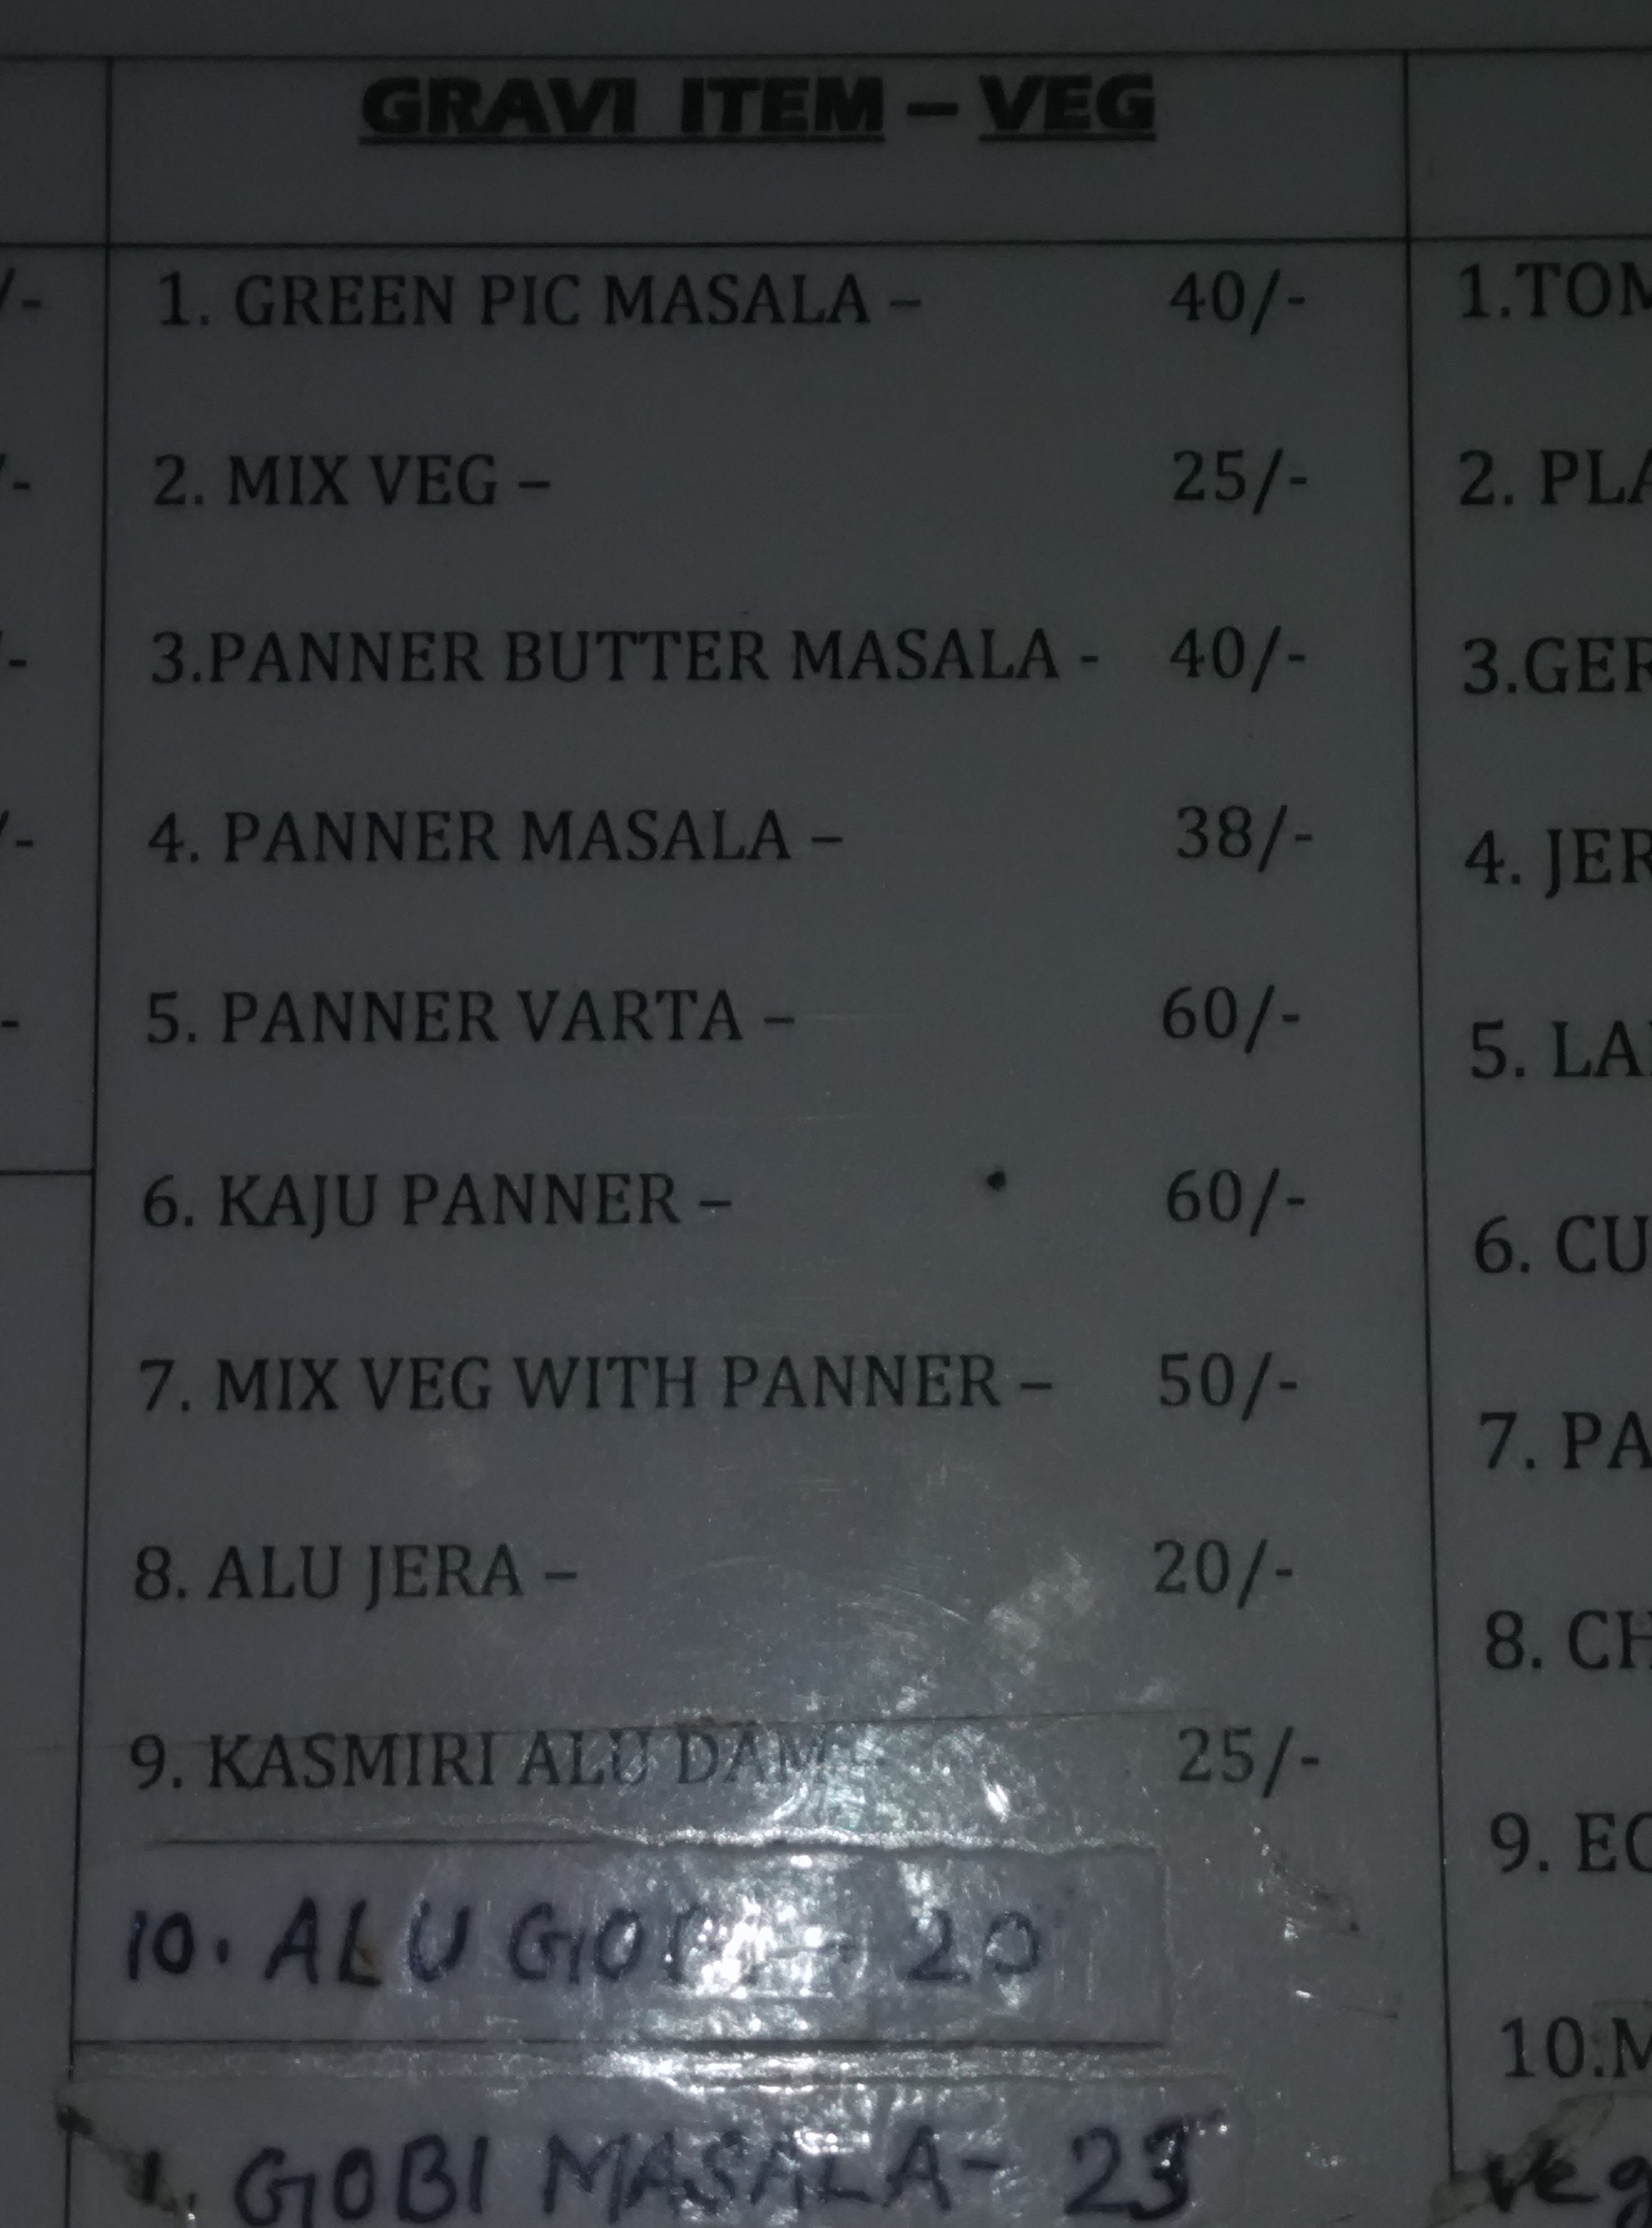 GRAVI ITEM – VEG
/-
1. GREEN PIC MASALA – 40/-
1.TOM
/-
2. MIX VEG – 25/-
2. PLA
/-
3.PANNER BUTTER MASALA - 40/-
3.GER
/-
4. PANNER MASALA – 38/-
4. JER
-
5. PANNER VARTA – 60/-
5. LA
6. KAJU PANNER – 60/-
6. CU
7. MIX VEG WITH PANNER – 50/-
7. PA
8. ALU JERA – 20/-
8. CH
9. KASMIRI ALU DAM - 25/-
9. EG
10. ALU GOBI - 20
10.M
1. GOBI MASALA - 23
veg